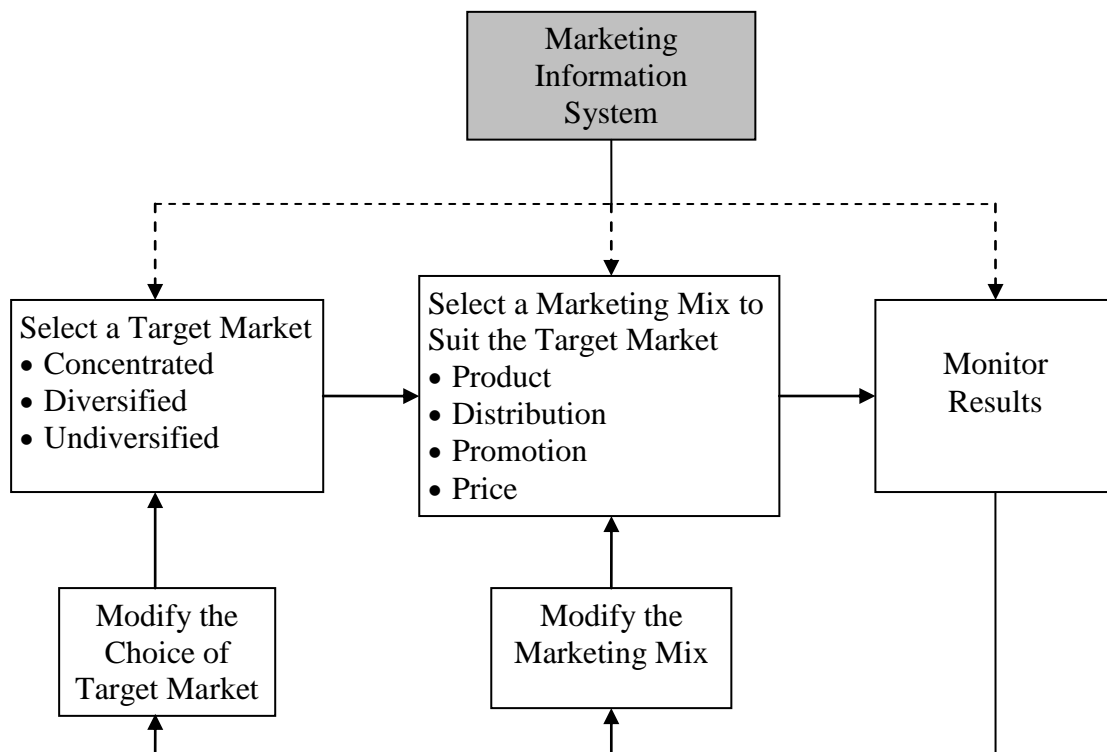 Marketing
Information
System
Select a Target Market
• Concentrated
• Diversified
• Undiversified
Select a Marketing Mix to
Suit the Target Market
• Product
• Distribution
• Promotion
• Price
Monitor
Results
Modify the
Choice of
Target Market
Modify the
Marketing Mix